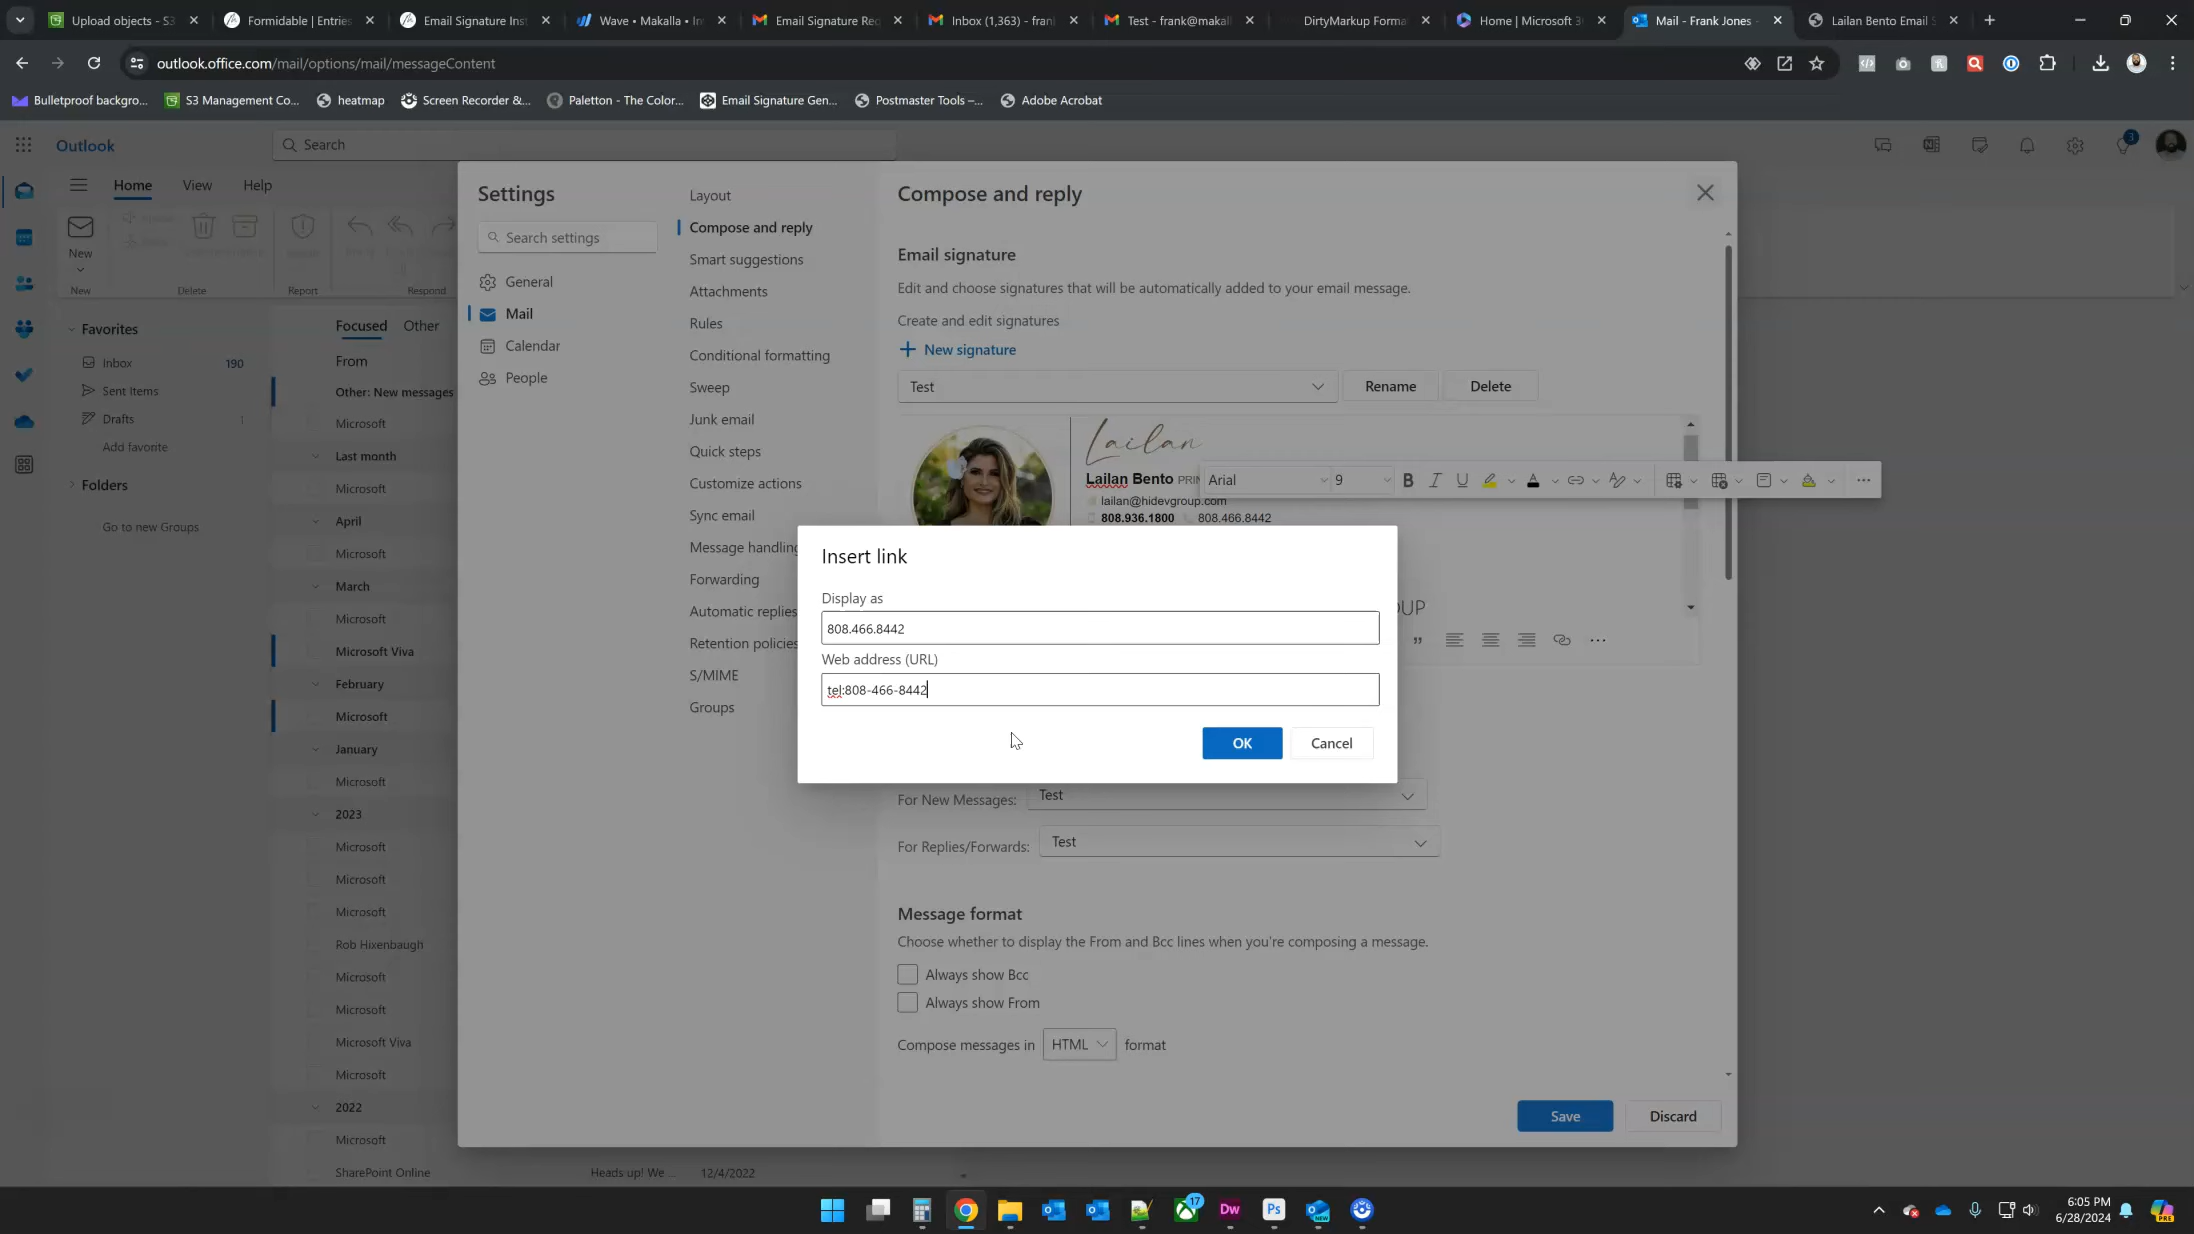 Upload objects - S3
Formidable | Entries
Email Signature Inst
Wave • Makalla • In
Email Signature Req
Inbox (1,363) - fran
Test - frank@makal
DirtyMarkup Forma
Home | Microsoft 3
Mail - Frank Jones -
Lailan Bento Email S
outlook.office.com/mail/options/mail/messageContent
Bulletproof backgro...
S3 Management Co...
heatmap
Screen Recorder &...
Paletton - The Color...
Email Signature Gen...
Postmaster Tools –...
Adobe Acrobat
Outlook
Search
3
Home
View
Help
New
New
Delete
Report
Respond
Favorites
Inbox 190
Sent Items
Drafts 1
Add favorite
Folders
Go to new Groups
Focused
Other
From
Other: New messages
Microsoft
Last month
Microsoft
April
Microsoft
March
Microsoft
Microsoft Viva
February
Microsoft
January
Microsoft
2023
Microsoft
Microsoft
Microsoft
Rob Hixenbaugh
Microsoft
Microsoft
Microsoft Viva
Microsoft
2022
Microsoft
SharePoint Online Heads up! We ... 12/4/2022
Settings
Search settings
General
Mail
Calendar
People
Layout
Compose and reply
Smart suggestions
Attachments
Rules
Conditional formatting
Sweep
Junk email
Quick steps
Customize actions
Sync email
Message handling
Forwarding
Automatic replies
Retention policies
S/MIME
Groups
Compose and reply
Email signature
Edit and choose signatures that will be automatically added to your email message.
Create and edit signatures
New signature
Test
Rename
Delete
Lailan
Lailan Bento PRIN
Arial
9
lailan@hidevgroup.com
808.936.1800 808.466.8442
OUP
Insert link
Display as
808.466.8442
Web address (URL)
tel:808-466-8442
OK
Cancel
For New Messages: Test
For Replies/Forwards: Test
Message format
Choose whether to display the From and Bcc lines when you're composing a message.
Always show Bcc
Always show From
Compose messages in HTML format
Save
Discard
17
Dw
Ps
NEW
6:05 PM
6/28/2024
PRE